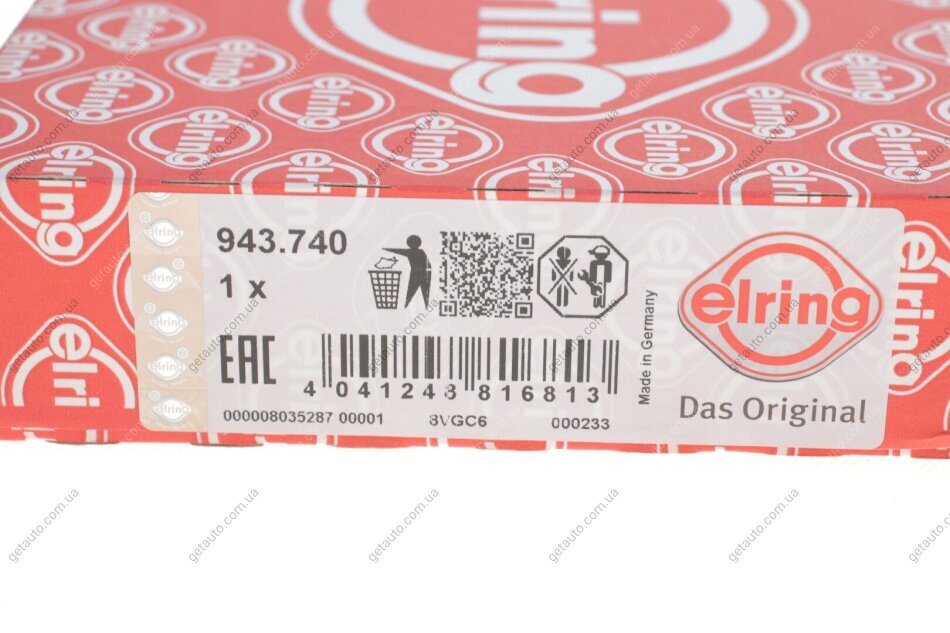 elring
943.740
1 x
EAC
4 041248 816813
000008035287 00001
3VGC6
000233
Made in Germany
elring
Das Original
getauto.com.ua